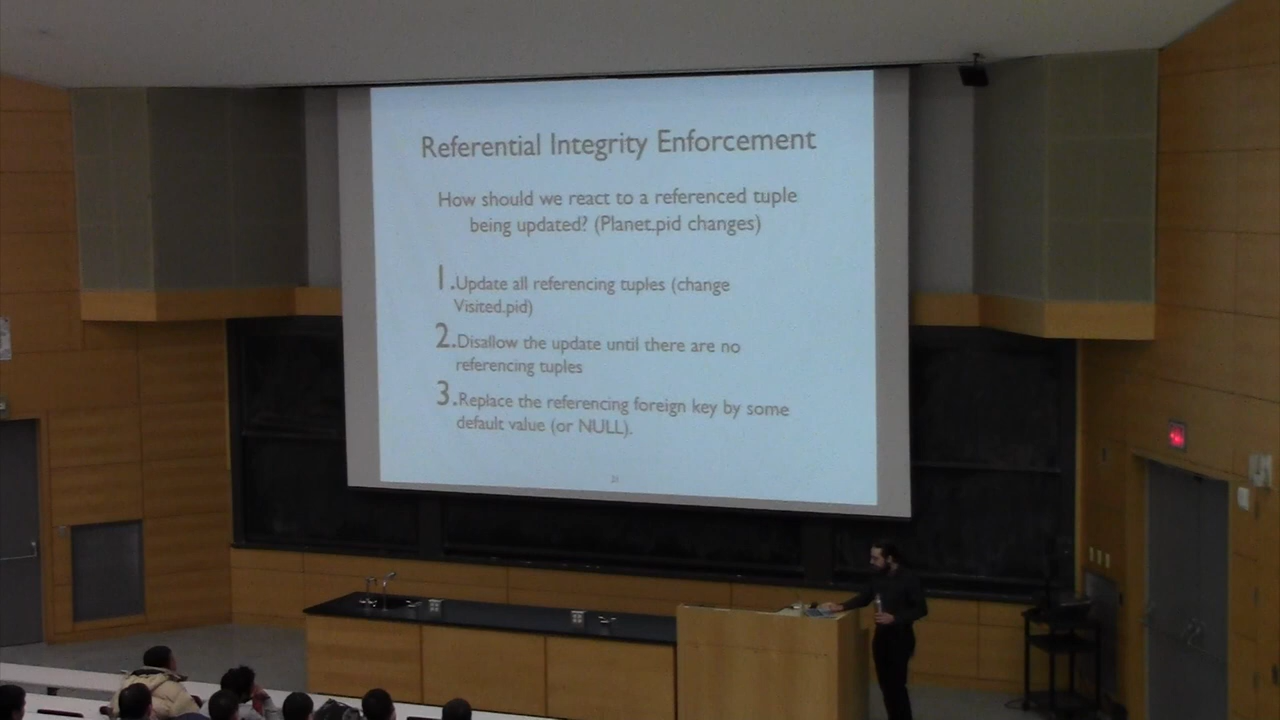 Referential Integrity Enforcement
How should we react to a referenced tuple
being updated? (Planet.pid changes)
1.Update all referencing tuples (change
Visited.pid)
2.Disallow the update until there are no
referencing tuples
3.Replace the referencing foreign key by some
default value (or NULL).